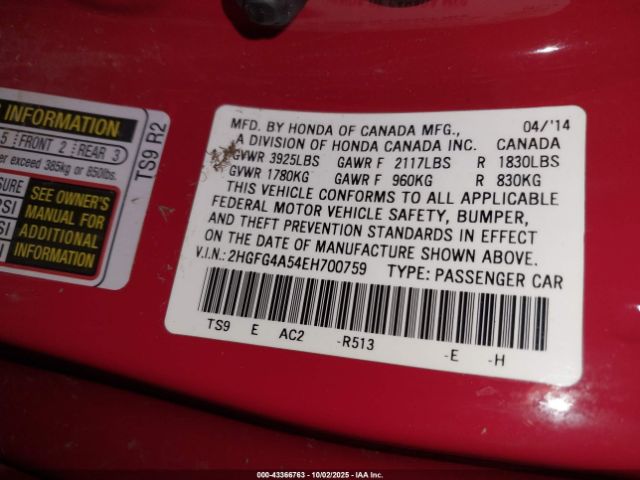 INFORMATION
5 FRONT 2 REAR 3
exceed 385kg or 850lbs.
SEE OWNER'S
MANUAL FOR
ADDITIONAL
INFORMATION
TS9 R2
MFD. BY HONDA OF CANADA MFG., 04/'14
A DIVISION OF HONDA CANADA INC. CANADA
GVWR 3925LBS GAWR F 2117LBS R 1830LBS
GVWR 1780KG GAWR F 960KG R 830KG
THIS VEHICLE CONFORMS TO ALL APPLICABLE
FEDERAL MOTOR VEHICLE SAFETY, BUMPER,
AND THEFT PREVENTION STANDARDS IN EFFECT
ON THE DATE OF MANUFACTURE SHOWN ABOVE.
V.I.N.: 2HGFG4A54EH700759 TYPE: PASSENGER CAR
TS9 E AC2 -R513 -E -H
000-43366763 - 10/02/2025 - IAA Inc.